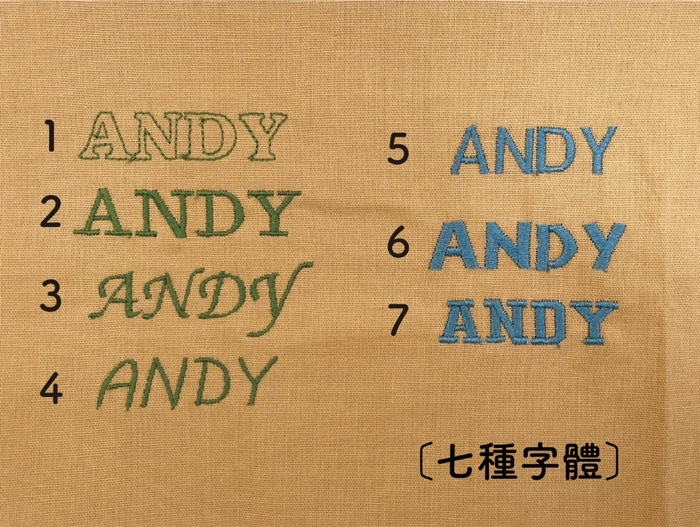 1 ANDY
2 ANDY
3 ANDY
4 ANDY
5 ANDY
6 ANDY
7 ANDY
〔七種字體〕